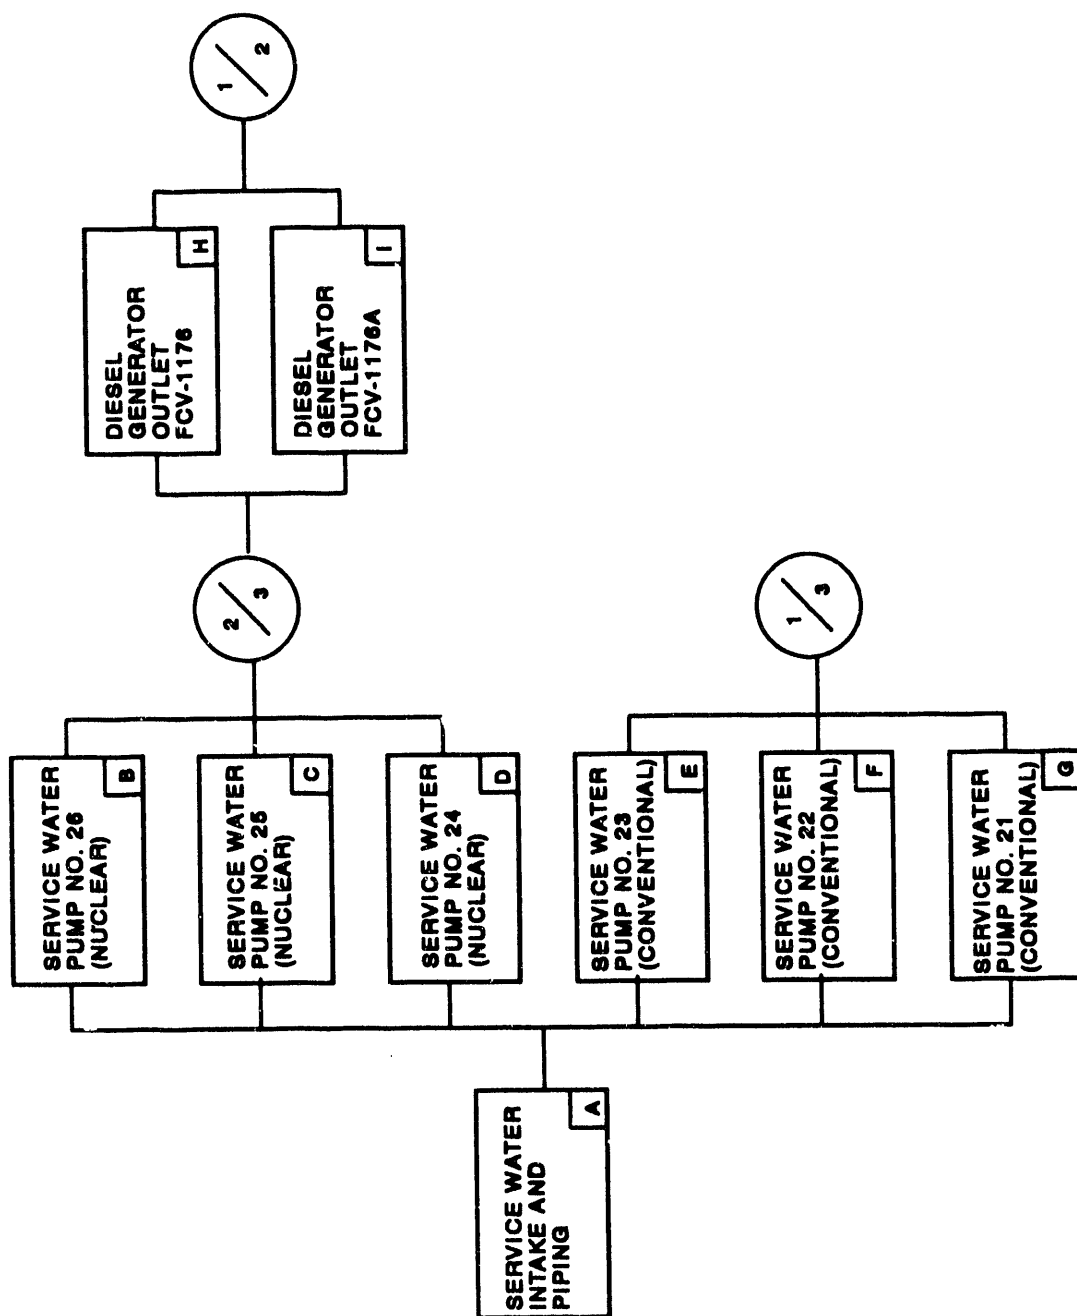 SERVICE WATER
INTAKE AND
PIPING
A
SERVICE WATER
PUMP NO. 26
(NUCLEAR)
B
SERVICE WATER
PUMP NO. 25
(NUCLEAR)
C
SERVICE WATER
PUMP NO. 24
(NUCLEAR)
D
SERVICE WATER
PUMP NO. 23
(CONVENTIONAL)
E
SERVICE WATER
PUMP NO. 22
(CONVENTIONAL)
F
SERVICE WATER
PUMP NO. 21
(CONVENTIONAL)
G
2/3
1/3
DIESEL
GENERATOR
OUTLET
FCV-1176
H
DIESEL
GENERATOR
OUTLET
FCV-1176A
I
1/2